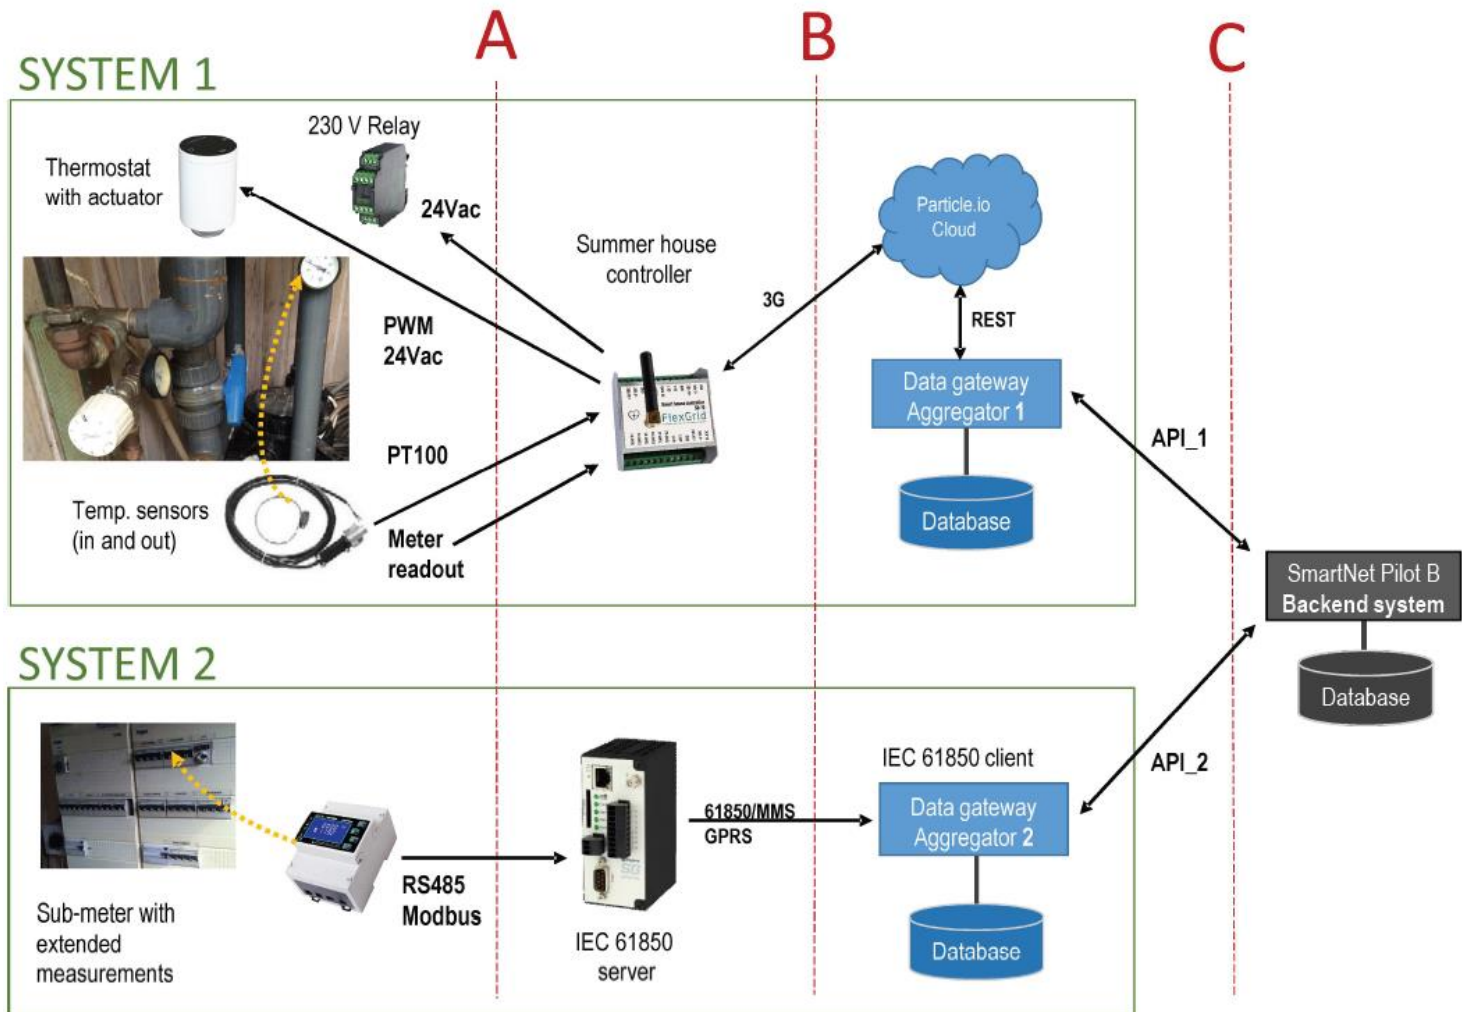 A
B
C
SYSTEM 1
230 V Relay
Thermostat
with actuator
24Vac
Summer house
controller
Particle.io
Cloud
3G
REST
PWM
24Vac
FlexGrid
Data gateway
Aggregator 1
API_1
PT100
Temp. sensors
(in and out)
Meter
readout
Database
SmartNet Pilot B
Backend system
Database
SYSTEM 2
IEC 61850 client
API_2
61850/MMS
GPRS
Data gateway
Aggregator 2
RS485
Modbus
Sub-meter with
extended
measurements
IEC 61850
server
Database